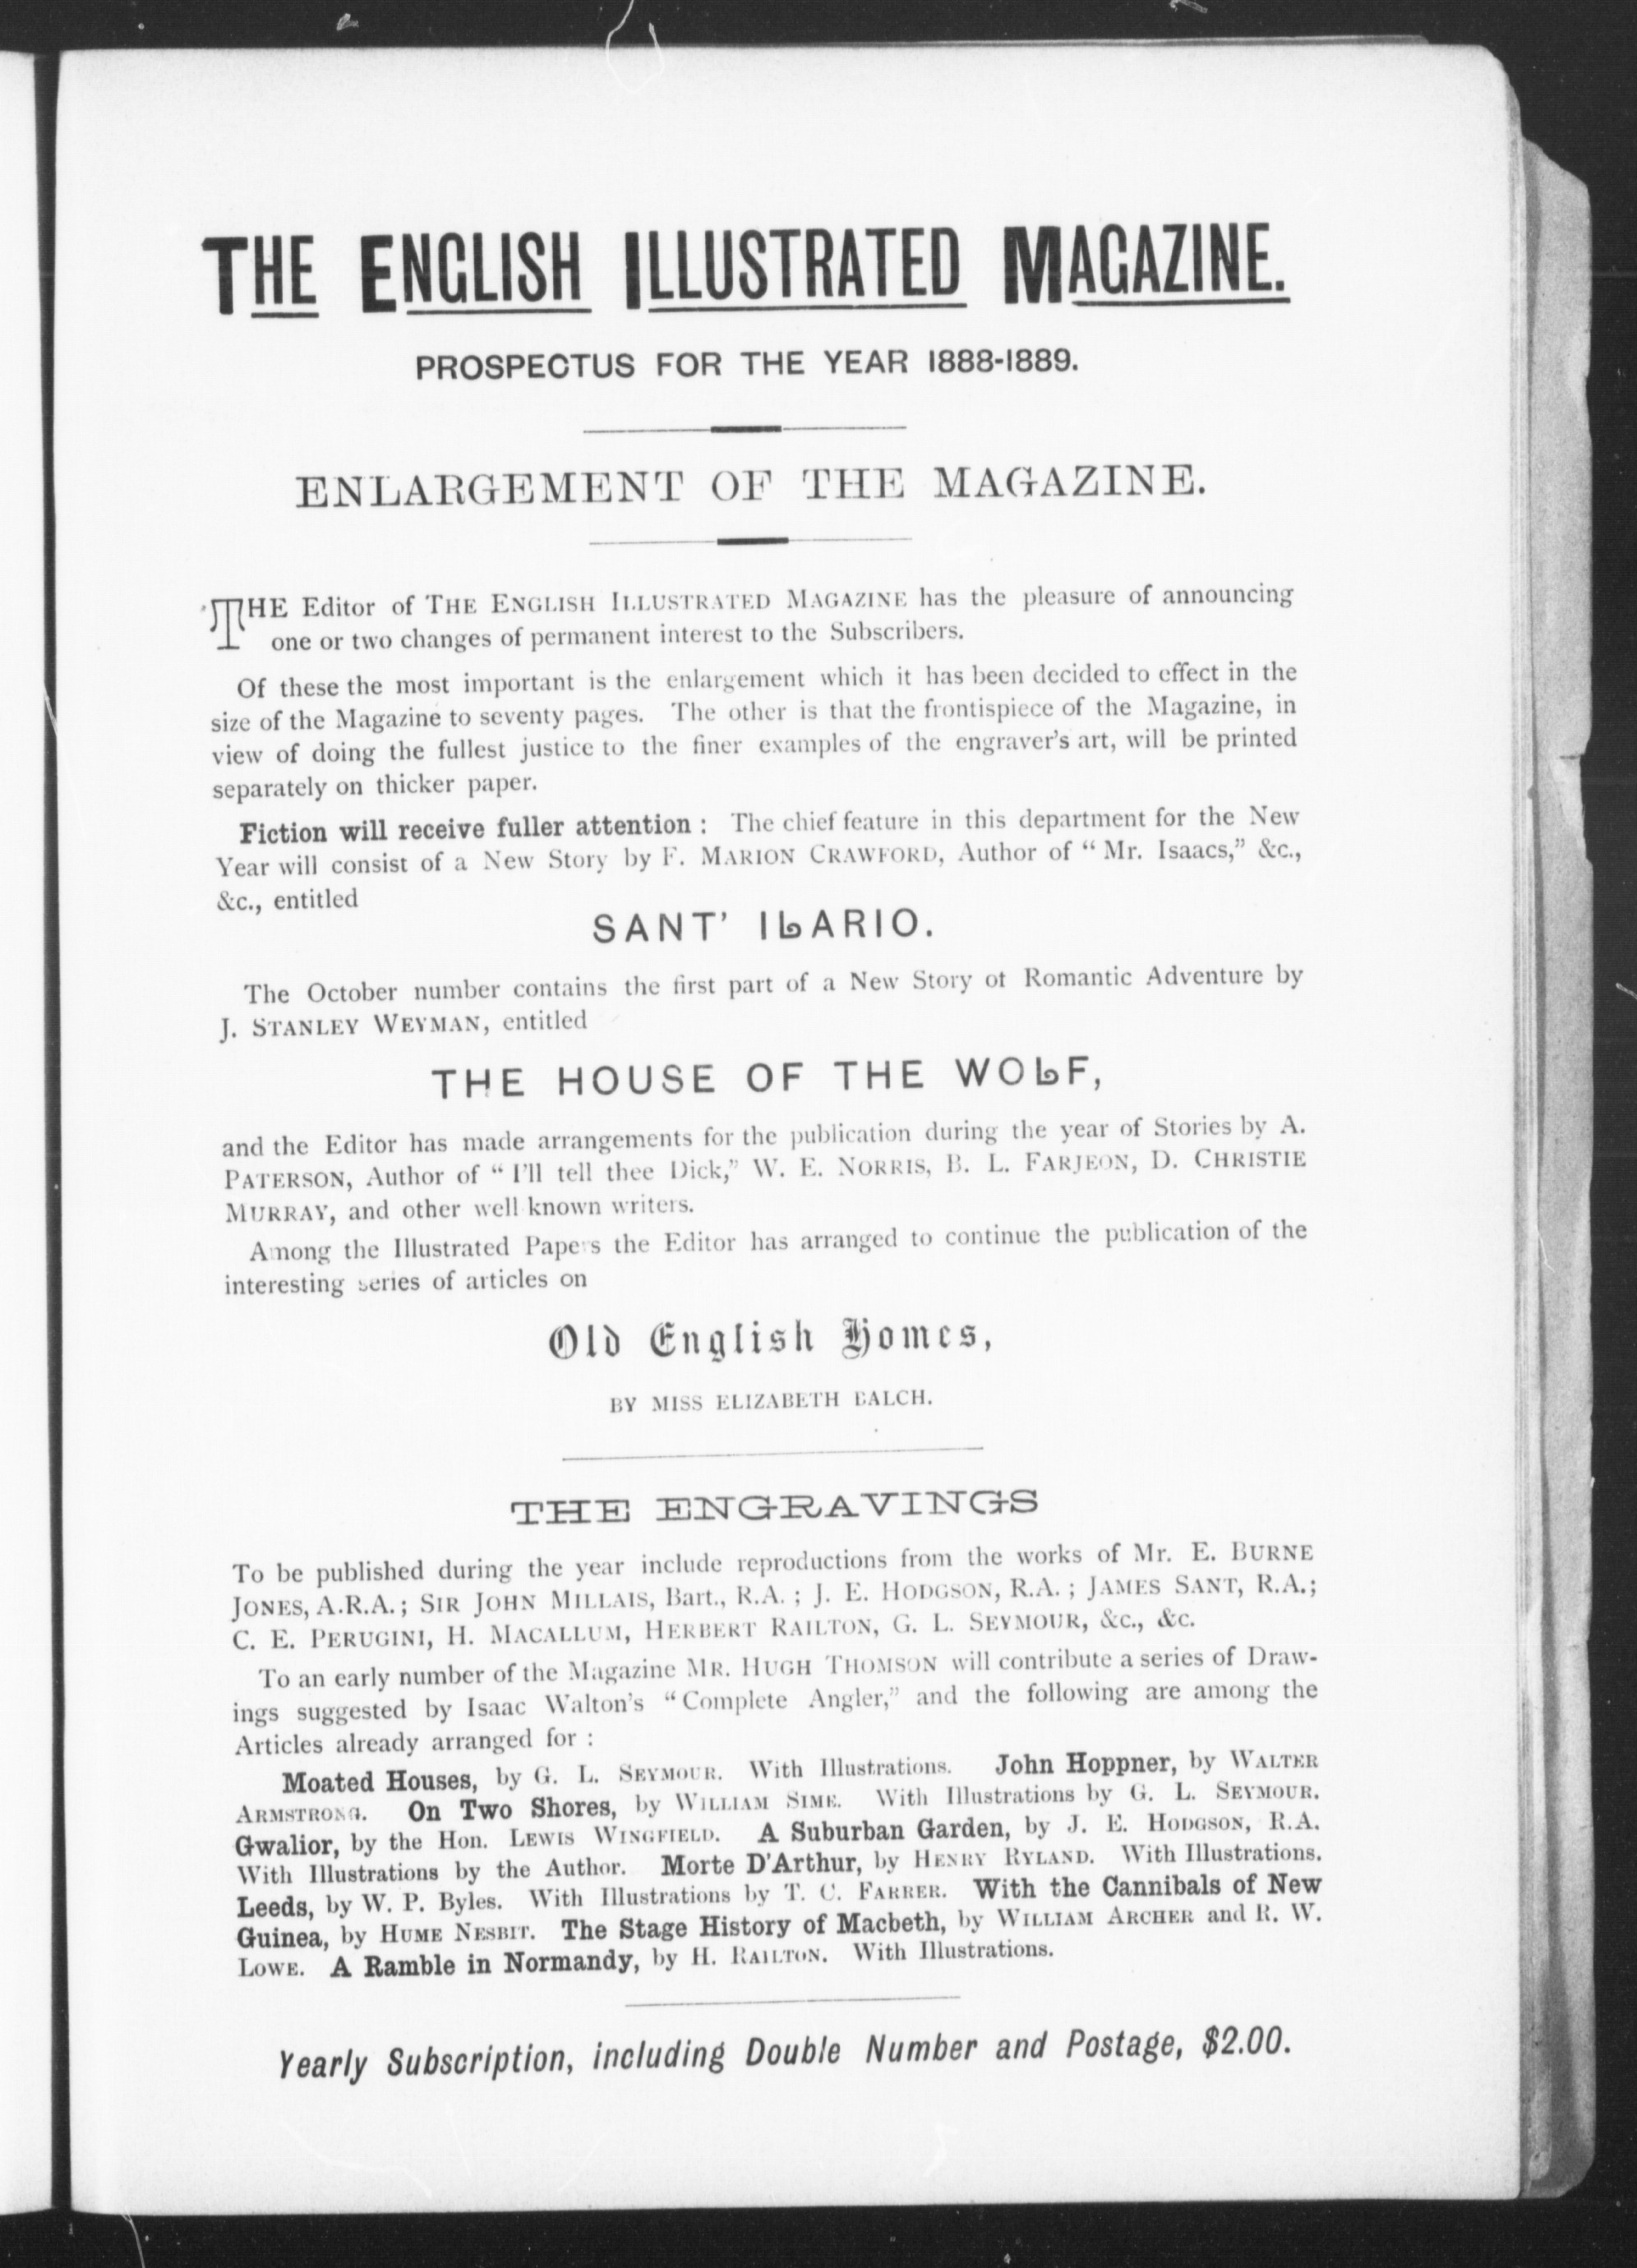 THE ENGLISH ILLUSTRATED MAGAZINE.
PROSPECTUS FOR THE YEAR 1888-1889.
ENLARGEMENT OF THE MAGAZINE.
THE Editor of THE ENGLISH ILLUSTRATED MAGAZINE has the pleasure of announcing
one or two changes of permanent interest to the Subscribers.
Of these the most important is the enlargement which it has been decided to effect in the
size of the Magazine to seventy pages. The other is that the frontispiece of the Magazine, in
view of doing the fullest justice to the finer examples of the engraver's art, will be printed
separately on thicker paper.
Fiction will receive fuller attention : The chief feature in this department for the New
Year will consist of a New Story by F. MARION CRAWFORD, Author of " Mr. Isaacs," &c.,
&c., entitled
SANT' ILARIO.
The October number contains the first part of a New Story of Romantic Adventure by
J. STANLEY WEYMAN, entitled
THE HOUSE OF THE WOLF,
and the Editor has made arrangements for the publication during the year of Stories by A.
PATERSON, Author of " I'll tell thee Dick," W. E. NORRIS, B. L. FARJEON, D. CHRISTIE
MURRAY, and other well known writers.
Among the Illustrated Papers the Editor has arranged to continue the publication of the
interesting series of articles on
Old English Homes,
BY MISS ELIZABETH BALCH.
THE ENGRAVINGS
To be published during the year include reproductions from the works of Mr. E. BURNE
JONES, A.R.A. ; SIR JOHN MILLAIS, Bart., R.A. ; J. E. HODGSON, R.A. ; JAMES SANT, R.A.;
C. E. PERUGINI, H. MACALLUM, HERBERT RAILTON, G. L. SEYMOUR, &c., &c.
To an early number of the Magazine MR. HUGH THOMSON will contribute a series of Draw-
ings suggested by Isaac Walton's "Complete Angler," and the following are among the
Articles already arranged for :
Moated Houses, by G. L. SEYMOUR. With Illustrations. John Hoppner, by WALTER
ARMSTRONG. On Two Shores, by WILLIAM SIME. With Illustrations by G. L. SEYMOUR.
Gwalior, by the Hon. LEWIS WINGFIELD. A Suburban Garden, by J. E. HODGSON, R.A.
With Illustrations by the Author. Morte D'Arthur, by HENRY RYLAND. With Illustrations.
Leeds, by W. P. Byles. With Illustrations by T. C. FARRER. With the Cannibals of New
Guinea, by HUME NESBIT. The Stage History of Macbeth, by WILLIAM ARCHER and R. W.
LOWE. A Ramble in Normandy, by H. RAILTON. With Illustrations.
Yearly Subscription, including Double Number and Postage, $2.00.